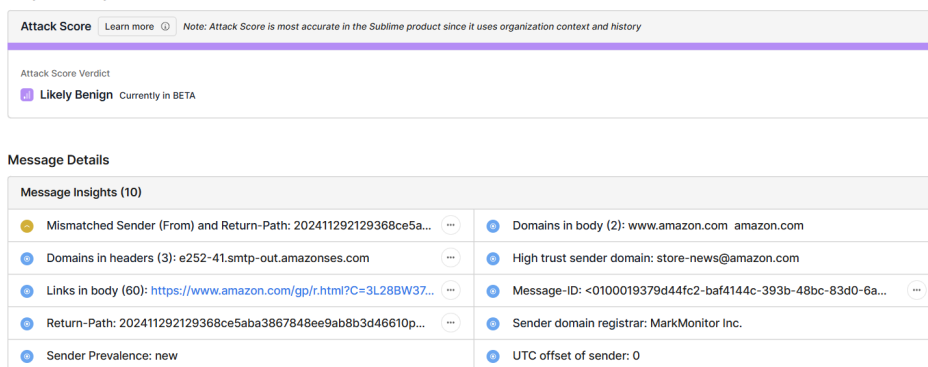 Attack Score Learn more Note: Attack Score is most accurate in the Sublime product since it uses organization context and history
Attack Score Verdict
Likely Benign Currently in BETA
Message Details
Message Insights (10)
Mismatched Sender (From) and Return-Path: 202411292129368ce5a... Domains in body (2): www.amazon.com amazon.com
Domains in headers (3): e252-41.smtp-out.amazonses.com High trust sender domain: store-news@amazon.com
Links in body (60): https://www.amazon.com/gp/r.html?C=3L28BW37... Message-ID: <0100019379d44fc2-baf4144c-393b-48bc-83d0-6a...
Return-Path: 202411292129368ce5aba3867848ee9ab8b3d46610p... Sender domain registrar: MarkMonitor Inc.
Sender Prevalence: new UTC offset of sender: 0